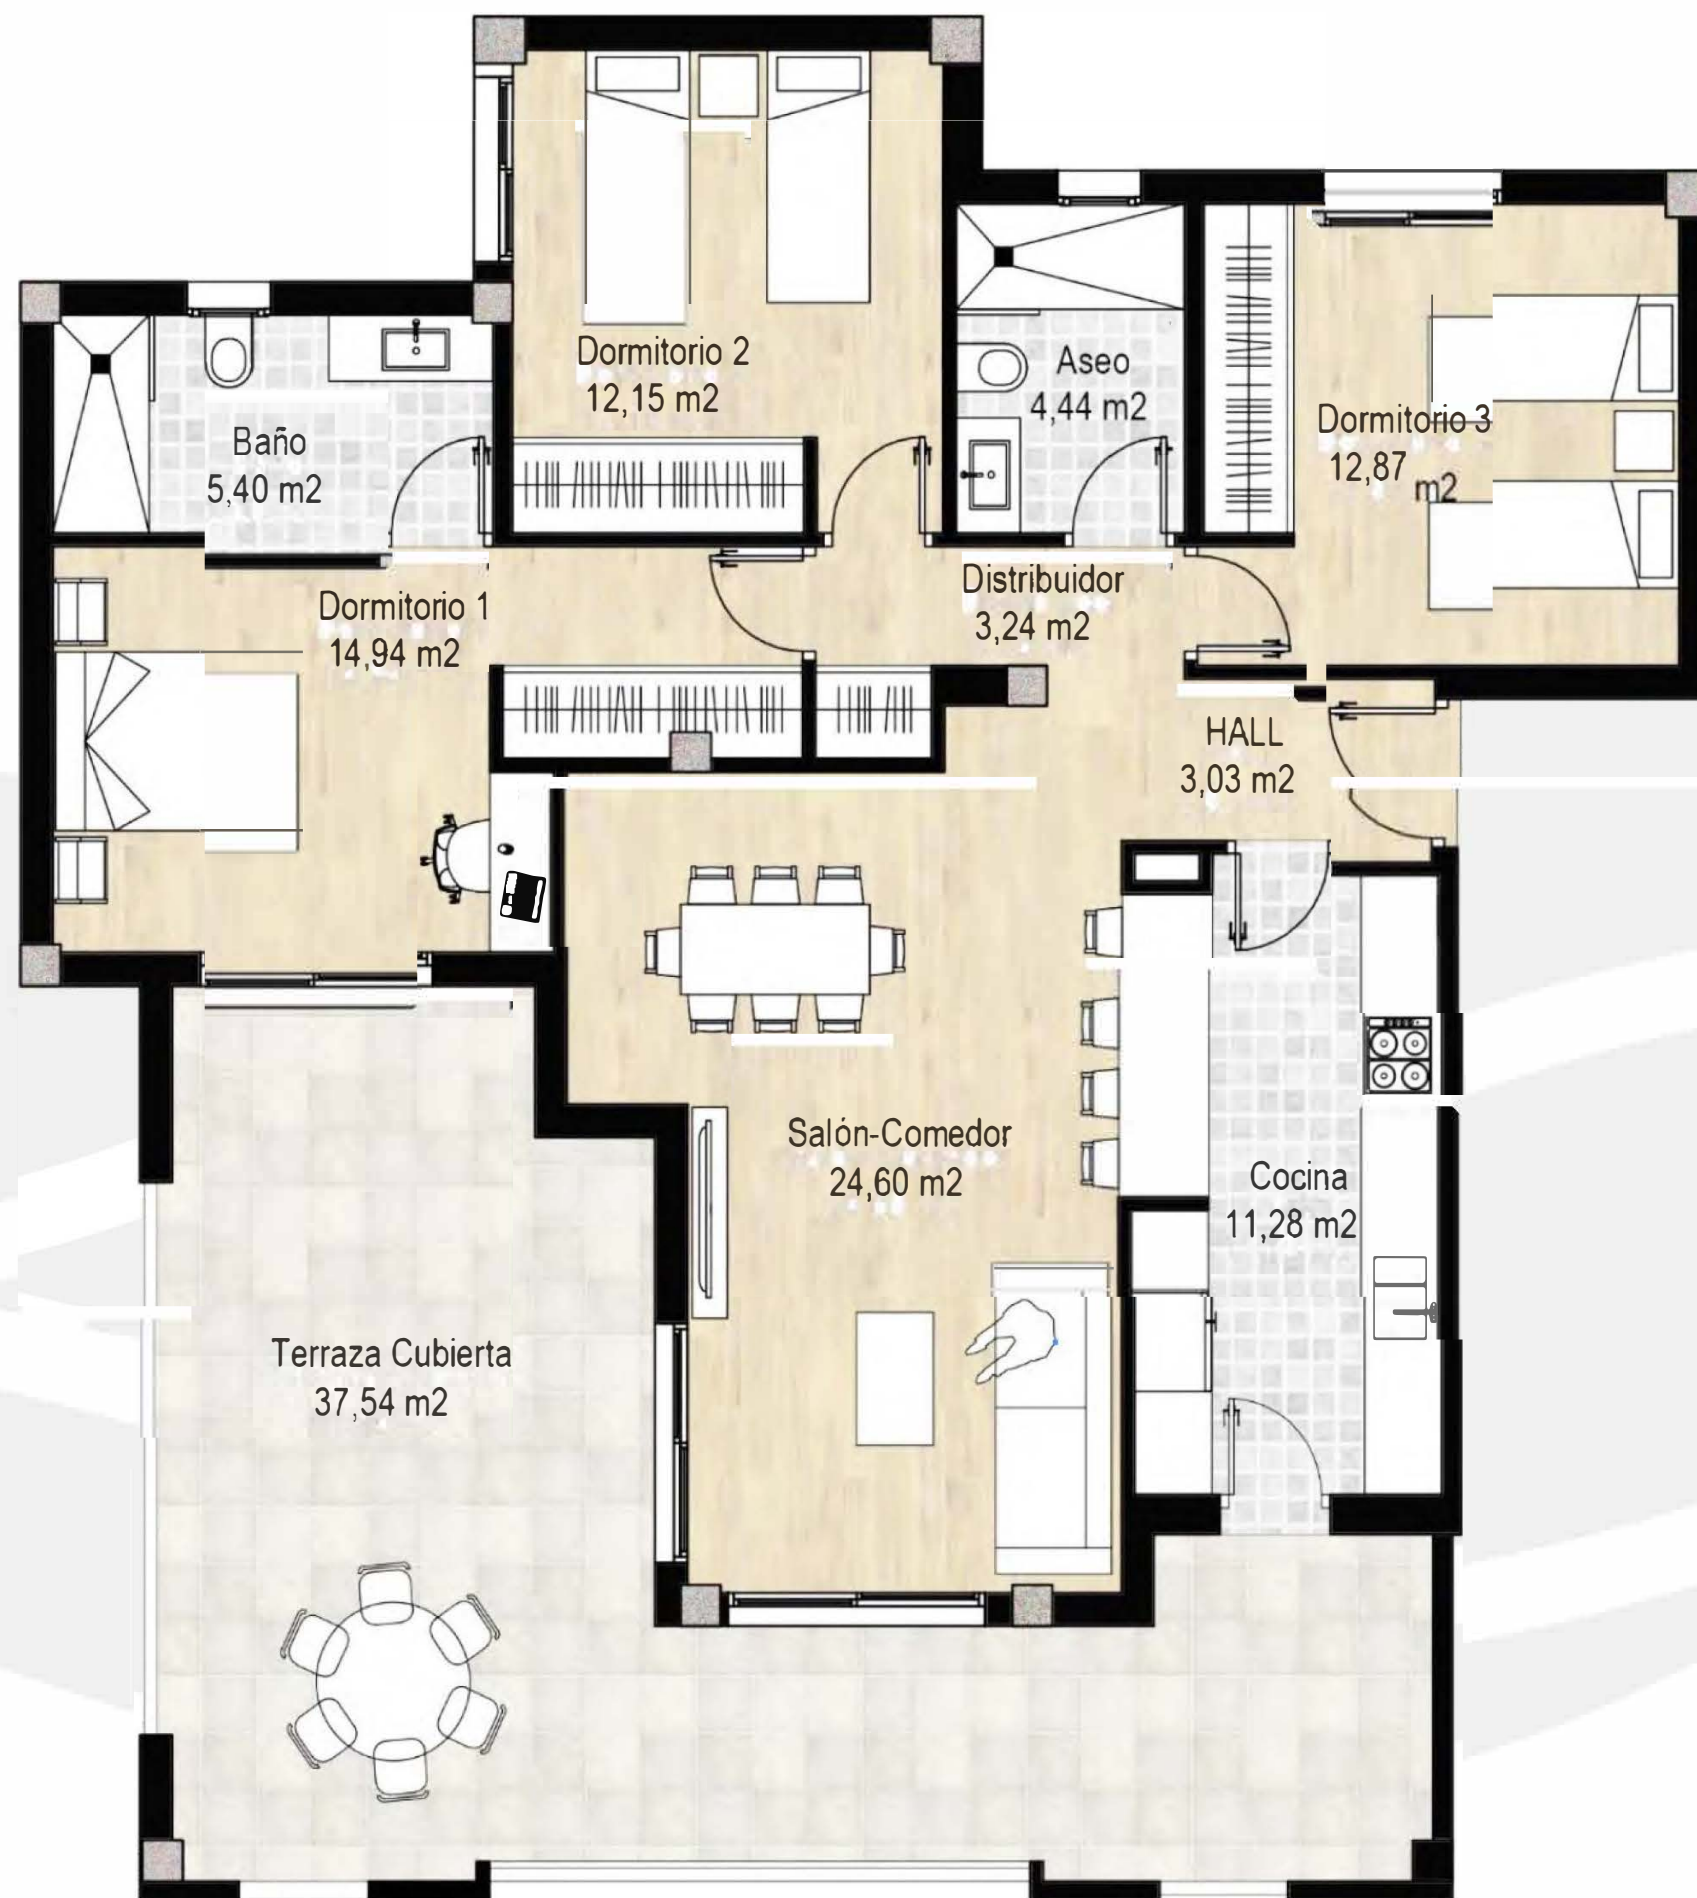 Dormitorio 2
12,15 m2
Aseo
4,44 m2
Dormitorio 3
12,87 m2
Baño
5,40 m2
Dormitorio 1
14,94 m2
Distribuidor
3,24 m2
HALL
3,03 m2
Salón-Comedor
24,60 m2
Cocina
11,28 m2
Terraza Cubierta
37,54 m2